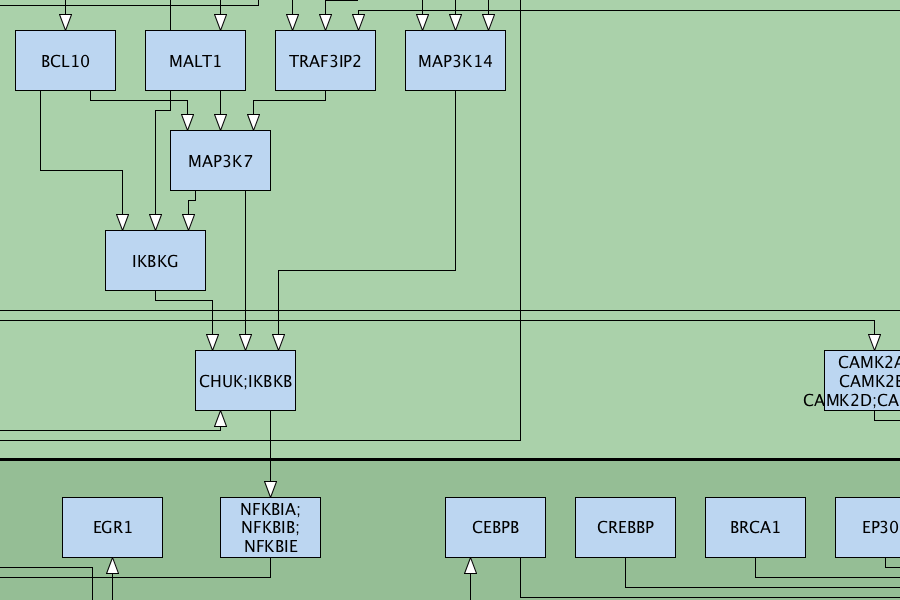 BCL10
MALT1
TRAF3IP2
MAP3K14
MAP3K7
IKBKG
CHUK;IKBKB
CAMK2A
CAMK2B
CAMK2D;CA
EGR1
NFKBIA;
NFKBIB;
NFKBIE
CEBPB
CREBBP
BRCA1
EP30